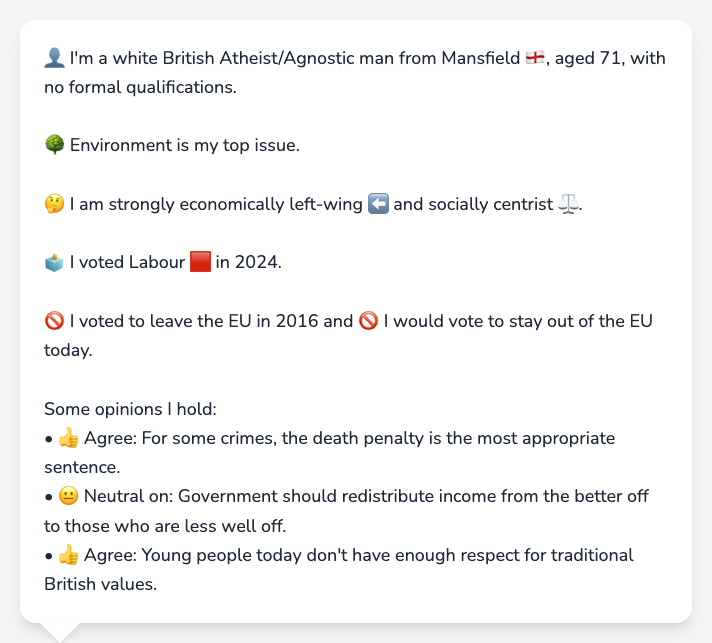 👤 I'm a white British Atheist/Agnostic man from Mansfield 🏴󠁧󠁢󠁥󠁮󠁧󠁿, aged 71, with
no formal qualifications.
🌳 Environment is my top issue.
🤔 I am strongly economically left-wing ⬅️ and socially centrist ⚖️.
🗳️ I voted Labour 🟥 in 2024.
🚫 I voted to leave the EU in 2016 and 🚫 I would vote to stay out of the EU
today.
Some opinions I hold:
• 👍 Agree: For some crimes, the death penalty is the most appropriate
sentence.
• 😐 Neutral on: Government should redistribute income from the better off
to those who are less well off.
• 👍 Agree: Young people today don't have enough respect for traditional
British values.